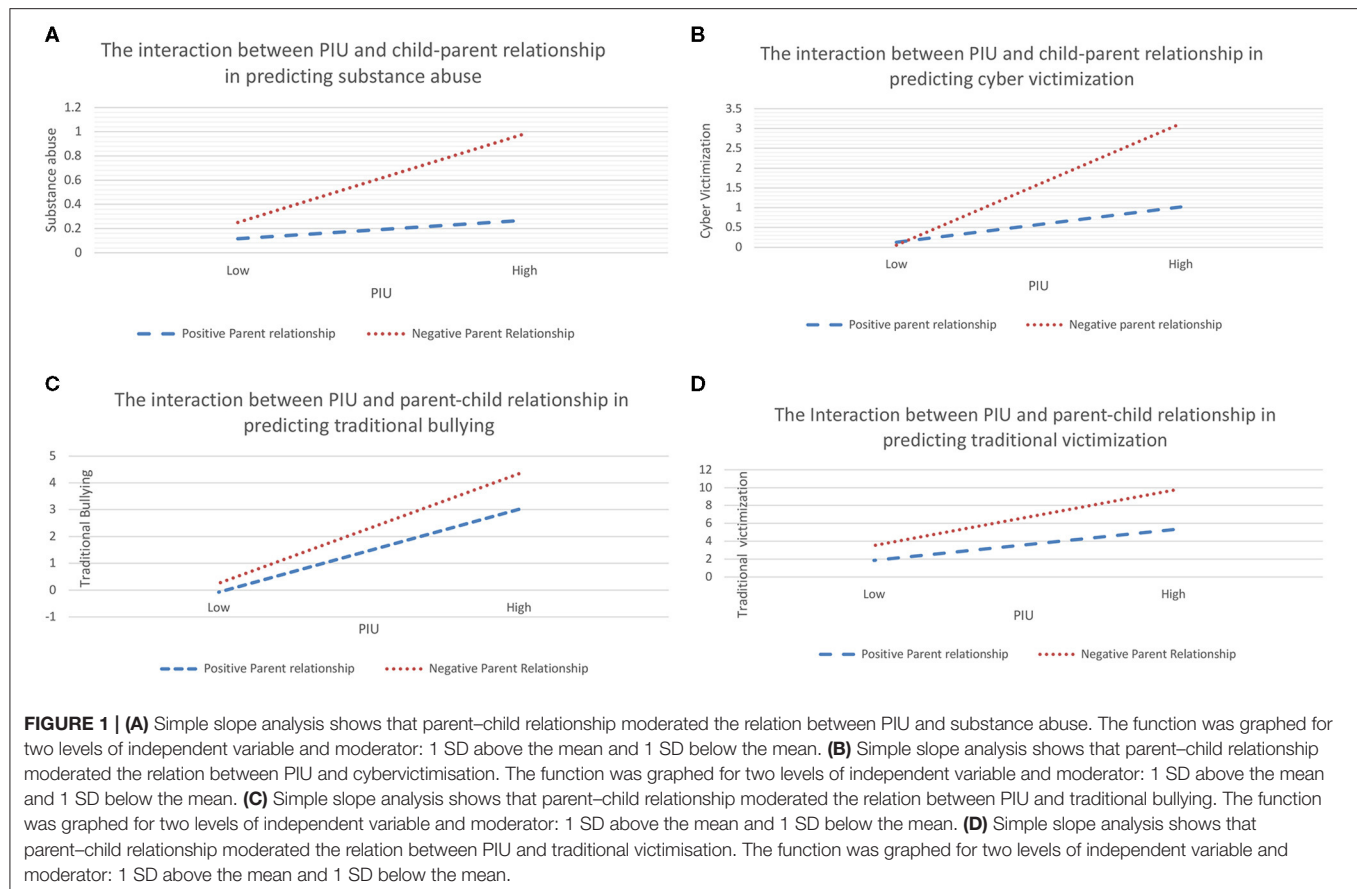 A
The interaction between PIU and child-parent relationship
in predicting substance abuse
1.2
1
0.8
0.6
0.4
0.2
0
Substance abuse
Low
High
PIU
Positive Parent relationship
Negative Parent Relationship
B
The interaction between PIU and child-parent relationship in
predicting cyber victimization
3.5
3
2.5
2
1.5
1
0.5
0
Cyber Victimization
Low
High
PIU
Positive parent relationship
Negative parent relationship
C
The interaction between PIU and parent-child relationship in
predicting traditional bullying
5
4
3
2
1
0
-1
Traditional Bullying
Low
High
PIU
Positive Parent relationship
Negative Parent Relationship
D
The Interaction between PIU and parent-child relationship in
predicting traditional victimization
12
10
8
6
4
2
0
Traditional victimization
Low
High
PIU
Positive Parent relationship
Negative Parent Relationship
FIGURE 1 | (A) Simple slope analysis shows that parent–child relationship moderated the relation between PIU and substance abuse. The function was graphed for
two levels of independent variable and moderator: 1 SD above the mean and 1 SD below the mean. (B) Simple slope analysis shows that parent–child relationship
moderated the relation between PIU and cybervictimisation. The function was graphed for two levels of independent variable and moderator: 1 SD above the mean
and 1 SD below the mean. (C) Simple slope analysis shows that parent–child relationship moderated the relation between PIU and traditional bullying. The function
was graphed for two levels of independent variable and moderator: 1 SD above the mean and 1 SD below the mean. (D) Simple slope analysis shows that
parent–child relationship moderated the relation between PIU and traditional victimisation. The function was graphed for two levels of independent variable and
moderator: 1 SD above the mean and 1 SD below the mean.